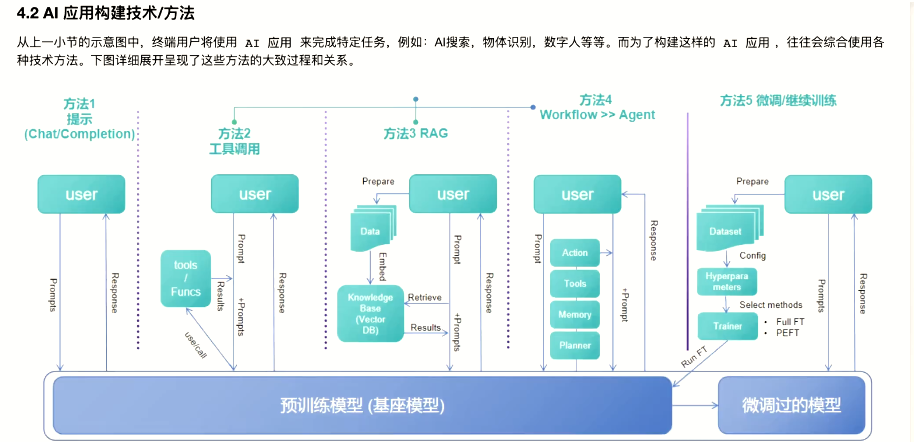 4.2 AI 应用构建技术/方法
从上一小节的示意图中，终端用户将使用 AI 应用 来完成特定任务，例如：AI搜索，物体识别，数字人等等。而为了构建这样的 AI 应用 ，往往会综合使用各
种技术方法。下图详细展开呈现了这些方法的大致过程和关系。
方法1
提示
(Chat/Completion)
方法2
工具调用
方法3 RAG
方法4
Workflow >> Agent
方法5 微调/继续训练
user
Prompts
Response
user
tools
/
Funcs
Results
use/call
Prompt
+Prompts
Response
Prepare
user
Data
Embed
Knowledge
Base
(Vector
DB)
Retrieve
Results
Prompt
+Prompts
Response
user
Prompt
Action
Tools
Memory
Planner
+Prompt
Response
Prepare
user
Dataset
Config
Hyperpara
meters
Select methods
Trainer
• Full FT
• PEFT
Run FT
Prompts
Response
预训练模型 (基座模型)
微调过的模型